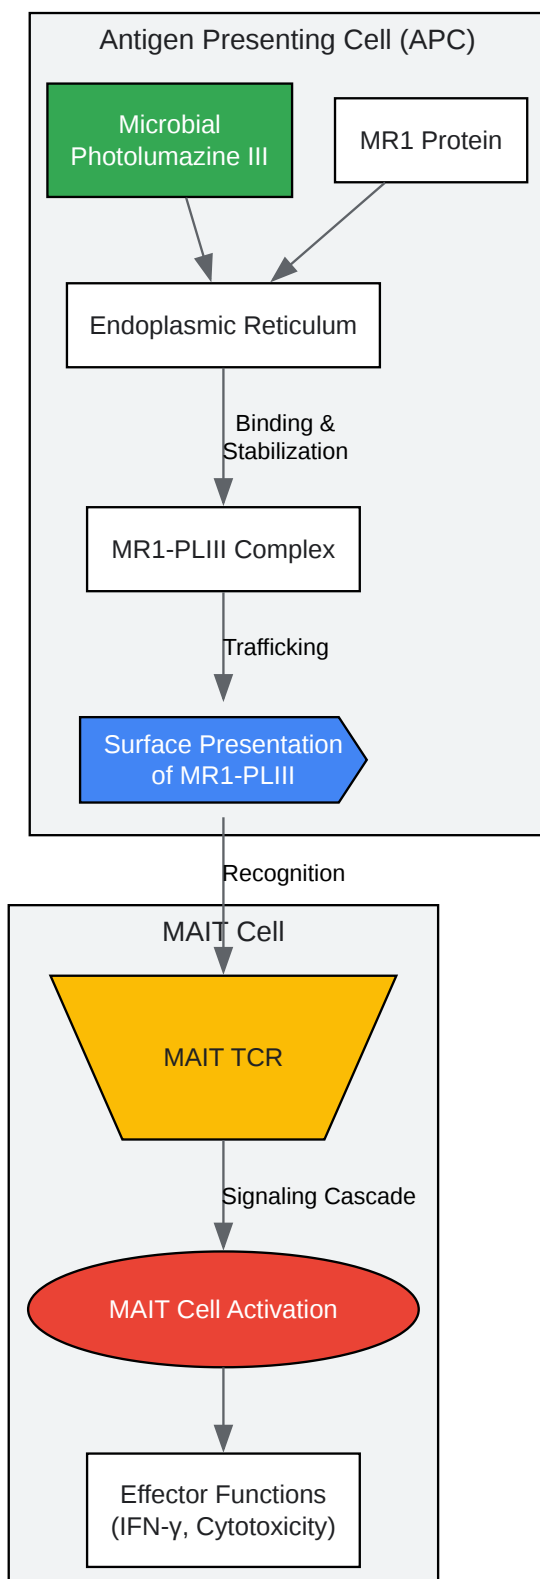 Antigen Presenting Cell (APC)
Microbial
Photolumazine III
MR1 Protein
Endoplasmic Reticulum
Binding &
Stabilization
MR1-PLIII Complex
Trafficking
Surface Presentation
of MR1-PLIII
Recognition
MAIT Cell
MAIT TCR
Signaling Cascade
MAIT Cell Activation
Effector Functions
(IFN-γ, Cytotoxicity)